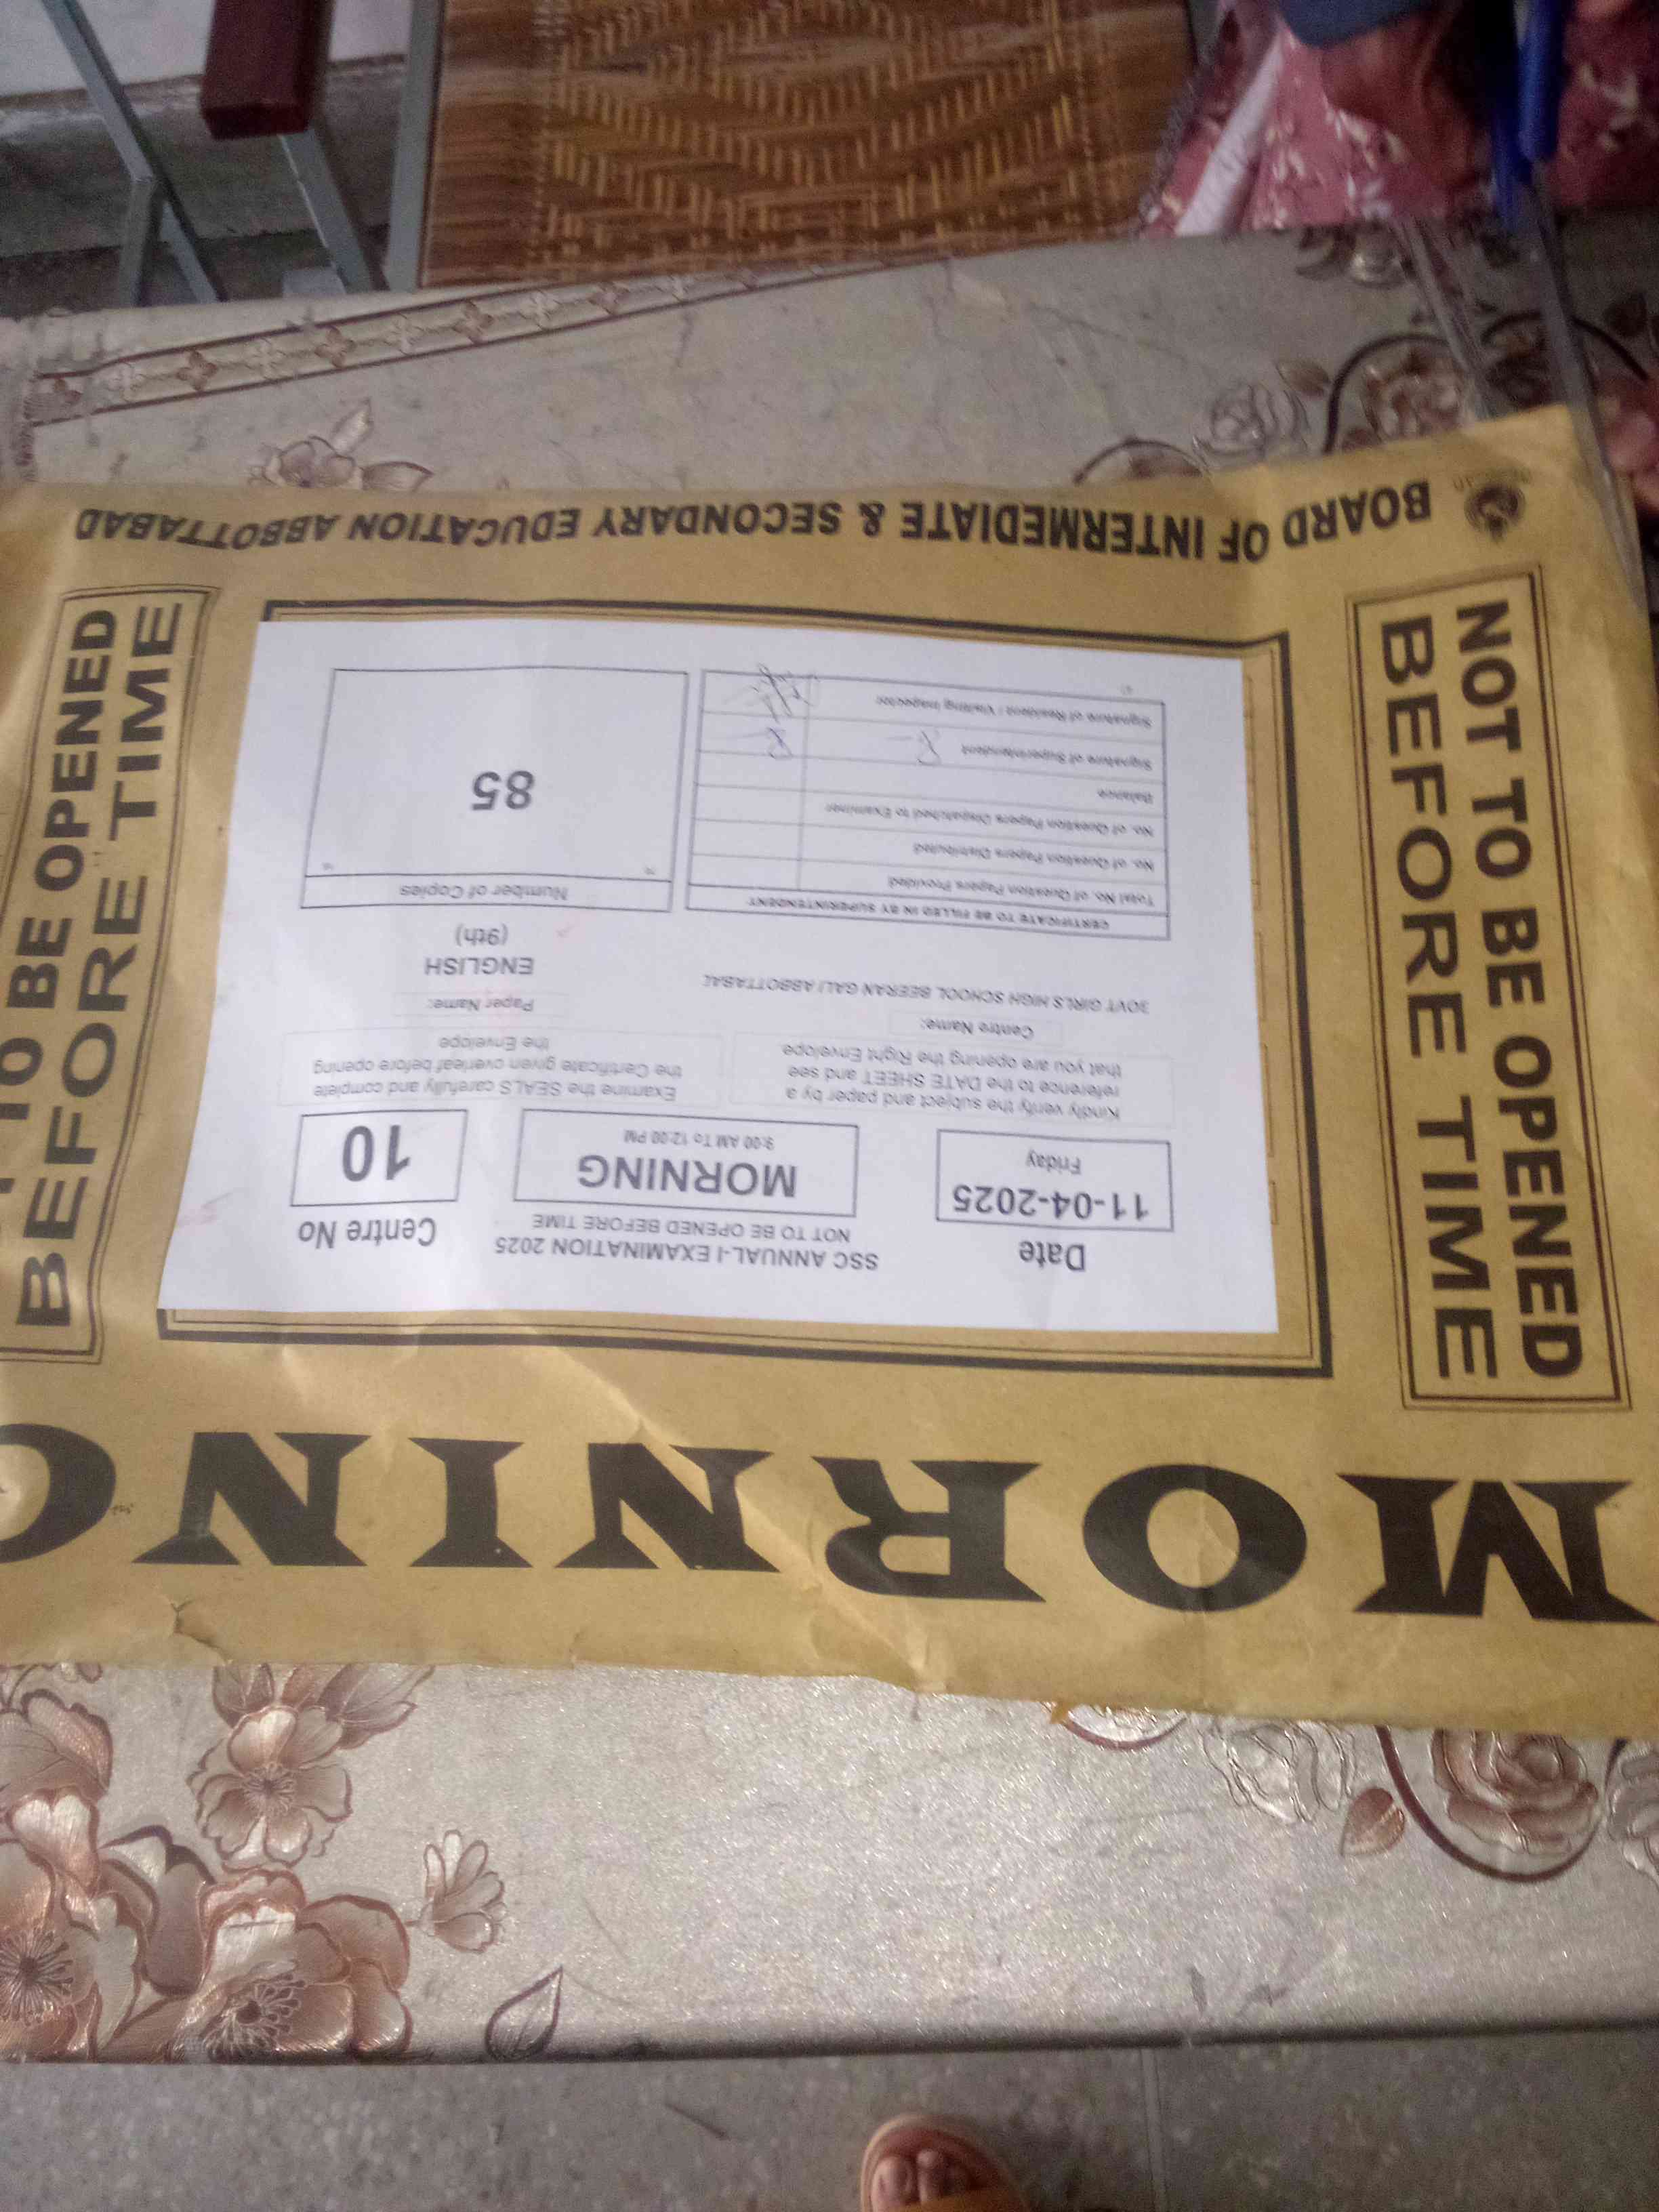 MORNING
NOT TO BE OPENED
BEFORE TIME
NOT TO BE OPENED
BEFORE TIME
SSC ANNUAL-I EXAMINATION 2025
NOT TO BE OPENED BEFORE TIME
Date
11-04-2025
Friday
MORNING
9:00 AM To 12:00 PM
Centre No
10
Kindly verify the subject and paper by a
reference to the DATE SHEET and see
that you are opening the Right Envelope
Examine the SEALS carefully and complete
the Certificate given overleaf before opening
the Envelope
Centre Name:
GOVT GIRLS HIGH SCHOOL BEERAN GALI ABBOTTABAD
Paper Name:
ENGLISH
(9th)
CERTIFICATE TO BE FILLED IN BY SUPERINTENDENT
Total No. of Question Papers Provided
No. of Question Papers Distributed
No. of Question Papers Dispatched to Examiner
Balance
Signature of Superintendent
Signature of Resident / Visiting Inspector
Number of Copies
85
BOARD OF INTERMEDIATE & SECONDARY EDUCATION ABBOTTABAD